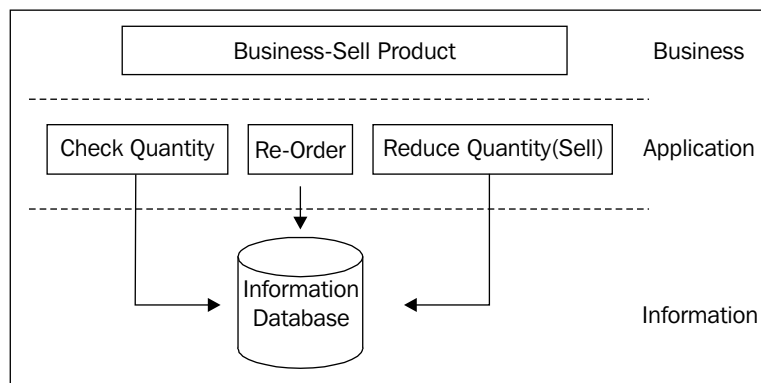 Business-Sell Product
Business
Check Quantity
Re-Order
Reduce Quantity(Sell)
Application
Information
Database
Information